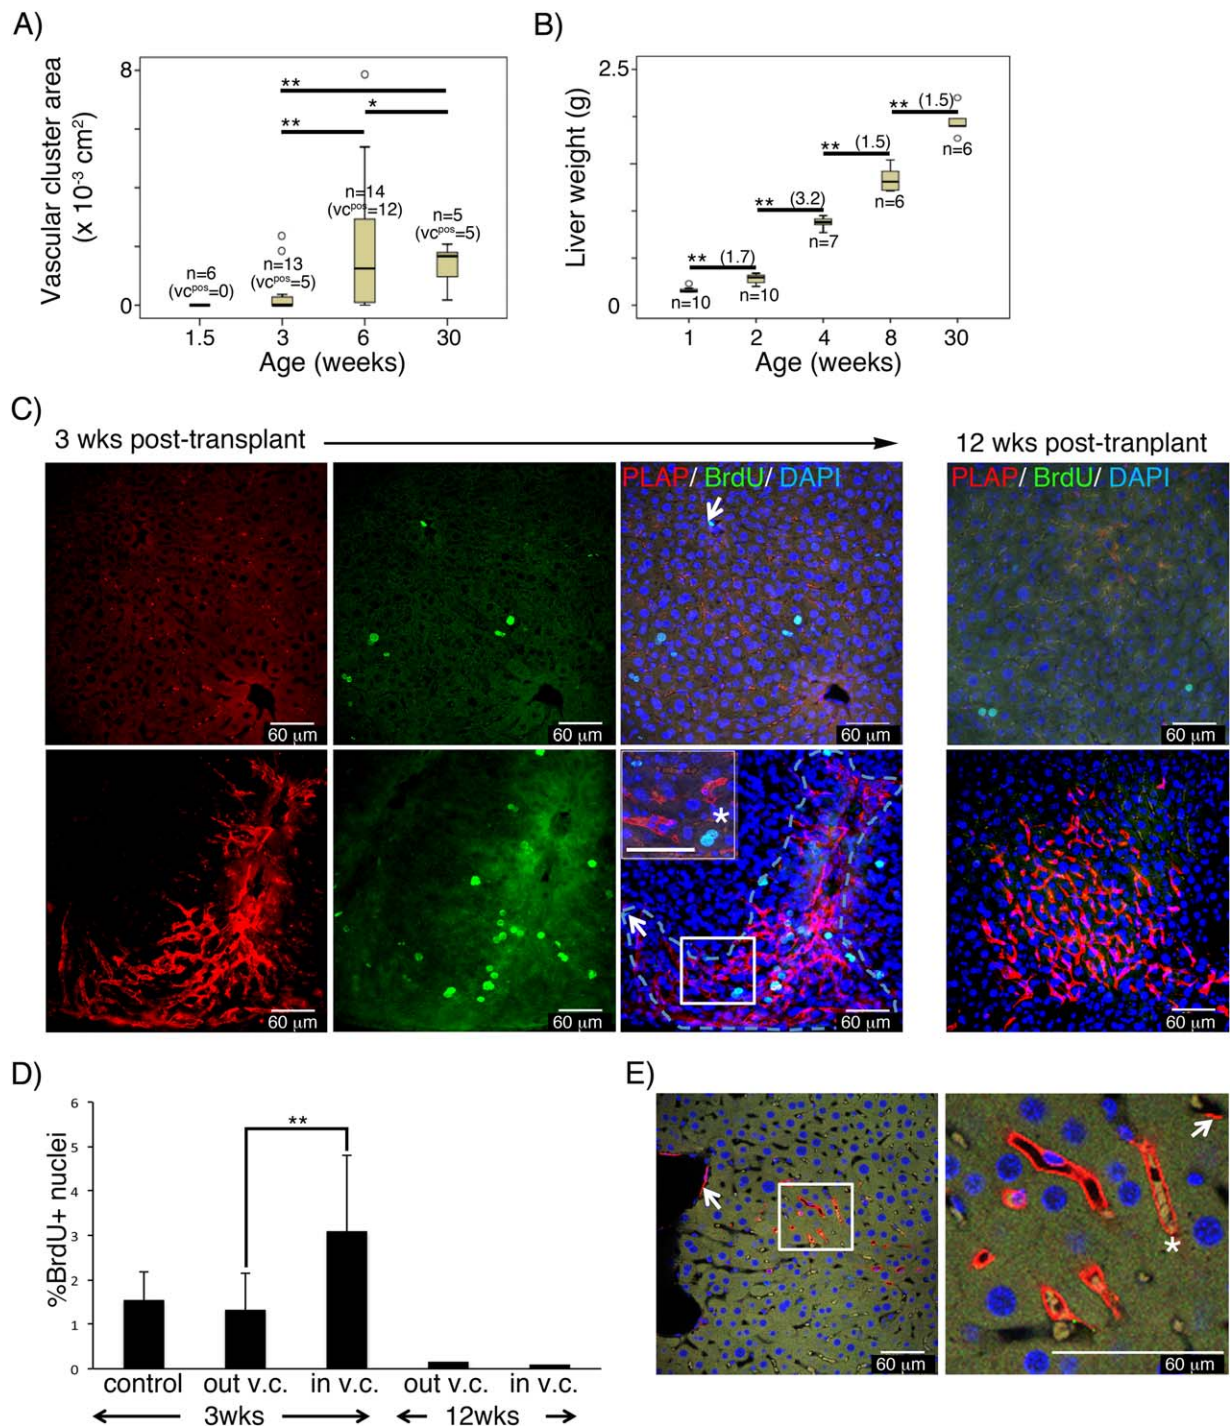 A)
Vascular cluster area
(x 10⁻³ cm²)
8
0
**
*
**
n=6
(vcᵖᵒˢ=0)
n=13
(vcᵖᵒˢ=5)
n=14
(vcᵖᵒˢ=12)
n=5
(vcᵖᵒˢ=5)
1.5 3 6 30
Age (weeks)
B)
Liver weight (g)
2.5
0
** (1.7)
** (3.2)
** (1.5)
** (1.5)
n=10
n=10
n=7
n=6
n=6
1 2 4 8 30
Age (weeks)
C)
3 wks post-transplant
12 wks post-tranplant
PLAP/ BrdU/ DAPI
PLAP/ BrdU/ DAPI
60 µm
60 µm
60 µm
60 µm
*
60 µm
60 µm
60 µm
60 µm
D)
%BrdU+ nuclei
6
5
4
3
2
1
0
**
control out v.c. in v.c. out v.c. in v.c.
3wks 12wks
E)
60 µm
*
60 µm